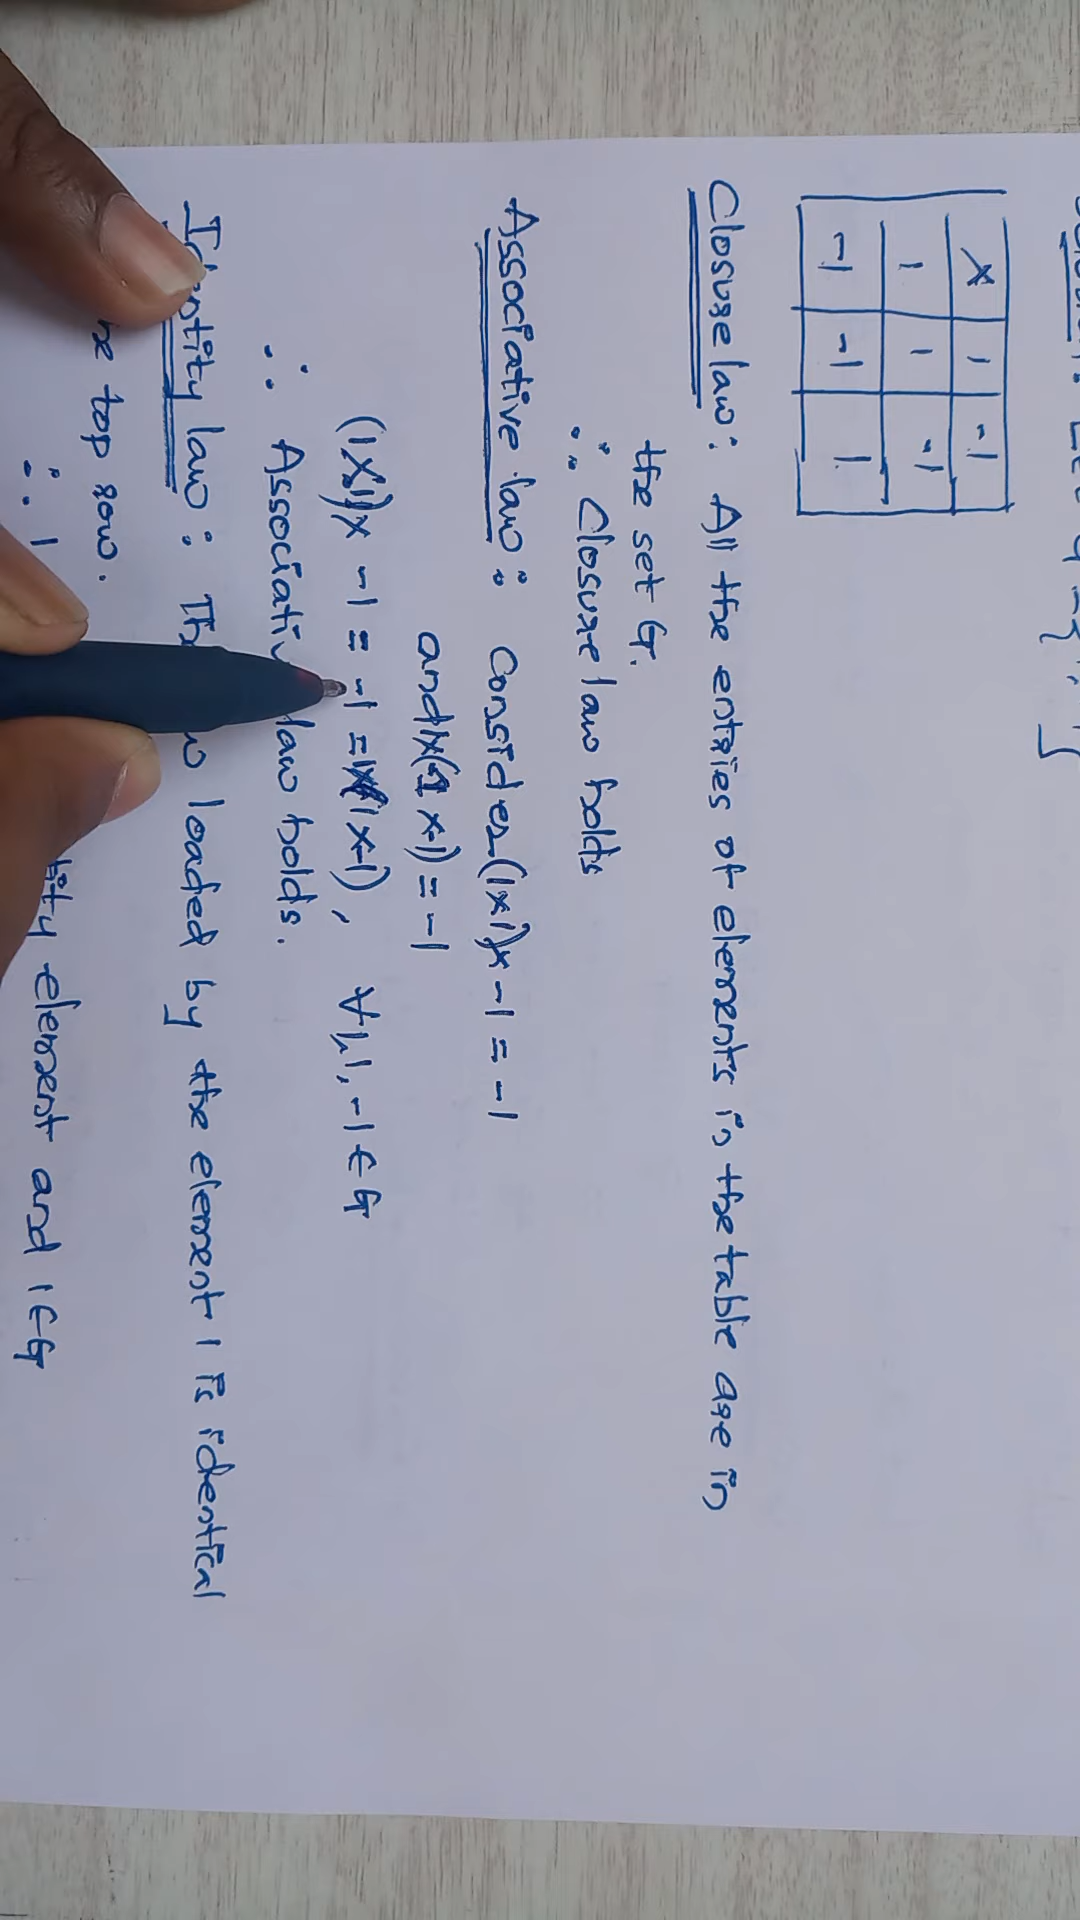 Let G = {1, -1}
× 1 -1
1 1 -1
-1 -1 1
Closure law: All the entries of elements in the table are in
the set G.
∴ Closure law holds
Associative law: Consider (1×1)× -1 = -1
and 1×(1×-1) = -1
(1×1)× -1 = -1 = 1×(1×-1), ∀ 1, 1, -1 ∈ G
∴ Associative law holds.
Identity law: The loaded by the element 1 is identical
the top row.
∴ 1 element and 1 ∈ G